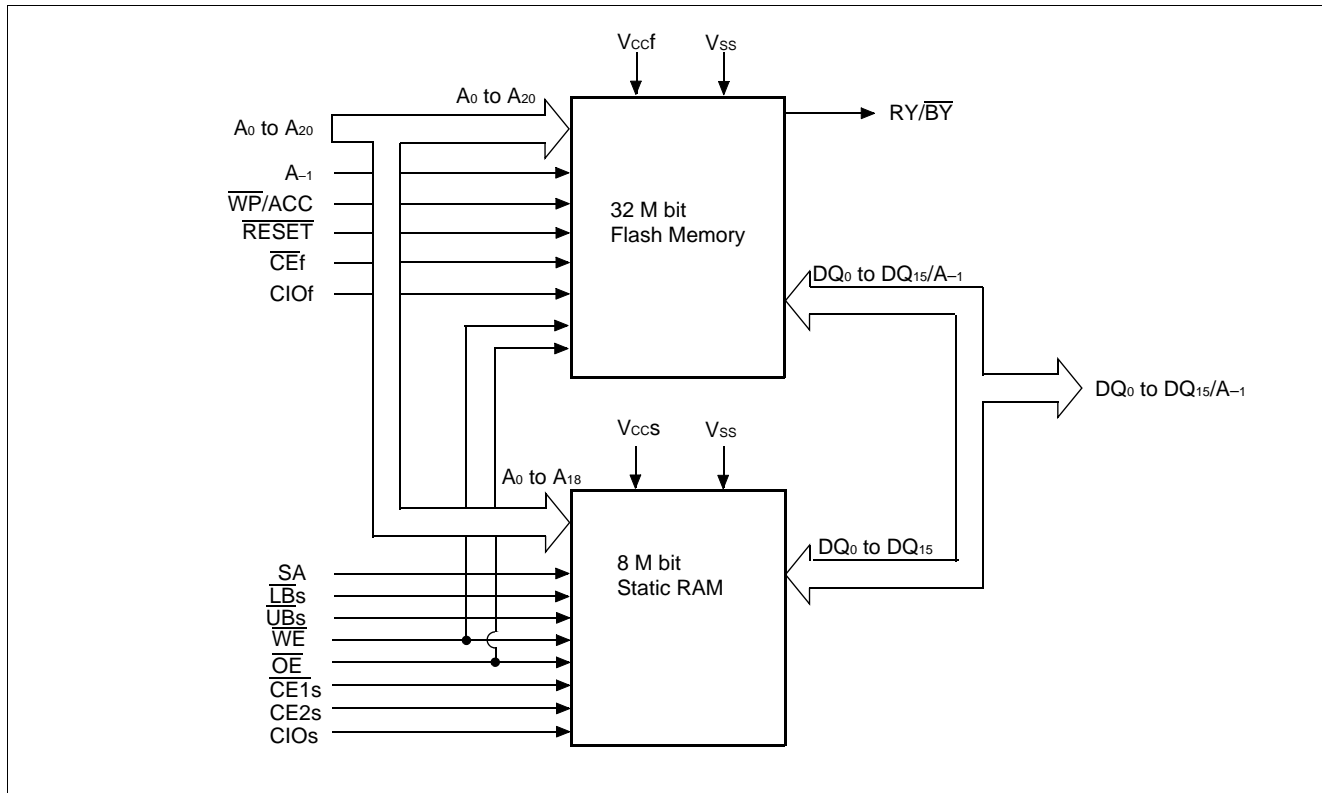 VCCf VSS
A0 to A20
A0 to A20
RY/BY
A–1
WP/ACC
RESET
CEf
CIOf
32 M bit
Flash Memory
DQ0 to DQ15/A–1
DQ0 to DQ15/A–1
VCCs VSS
A0 to A18
DQ0 to DQ15
8 M bit
Static RAM
SA
LBs
UBs
WE
OE
CE1s
CE2s
CIOs